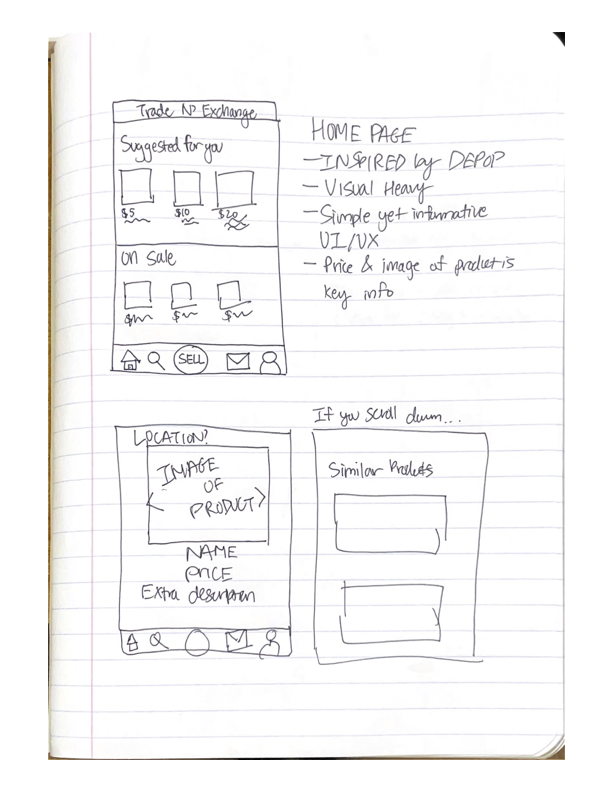 Trade N' Exchange
Suggested for you
$5
$10
$20
On Sale
$
$
$
SELL
HOME PAGE
- INSPIRED by DEPOP
- Visual Heavy
- Simple yet informative
UI/UX
- Price & image of product is
key info
LOCATION?
IMAGE
OF
PRODUCT
NAME
PRICE
Extra description
If you scroll down...
Similar Products